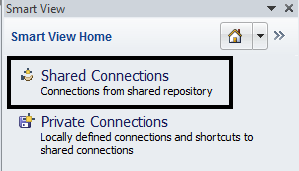 Smart View
Smart View Home
Shared Connections
Connections from shared repository
Private Connections
Locally defined connections and shortcuts to
shared connections